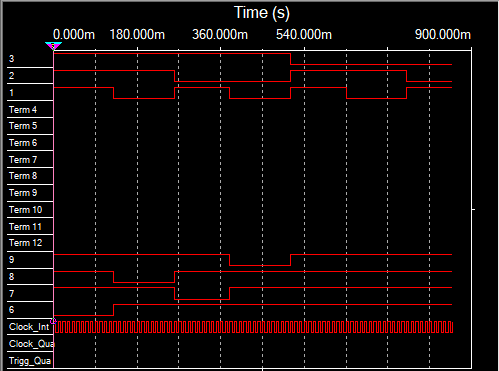 Time (s)
0.000m 180.000m 360.000m 540.000m 900.000m
3
2
1
Term 4
Term 5
Term 6
Term 7
Term 8
Term 9
Term 10
Term 11
Term 12
9
8
7
6
Clock_Int
Clock_Qua
Trigg_Qua